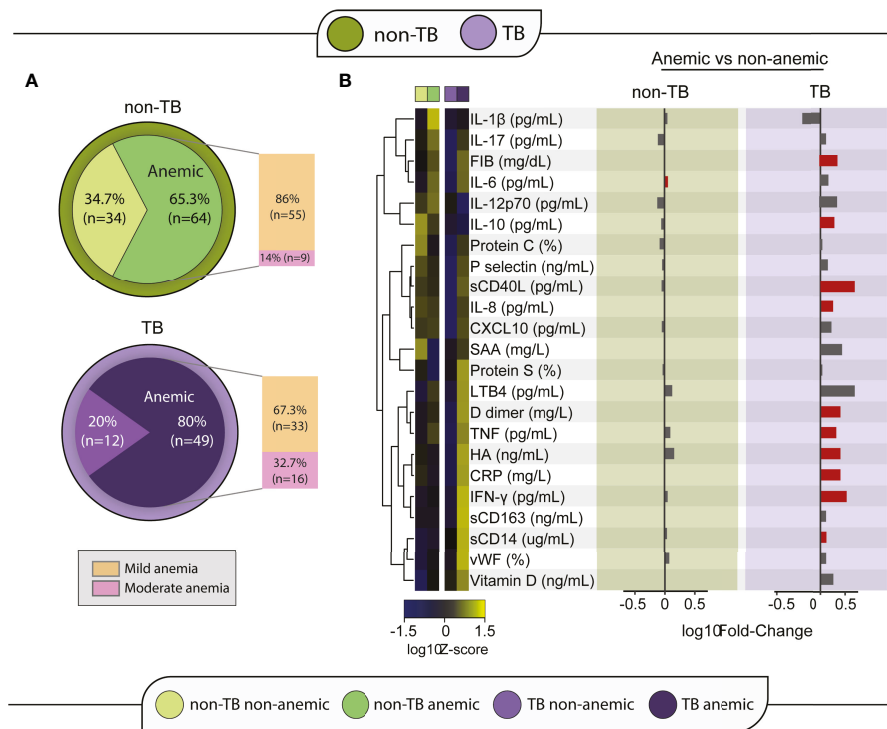 non-TB TB
A
non-TB
Anemic
34.7%
(n=34)
65.3%
(n=64)
86%
(n=55)
14% (n=9)
TB
Anemic
20%
(n=12)
80%
(n=49)
67.3%
(n=33)
32.7%
(n=16)
Mild anemia
Moderate anemia
B
Anemic vs non-anemic
non-TB TB
IL-1β (pg/mL)
IL-17 (pg/mL)
FIB (mg/dL)
IL-6 (pg/mL)
IL-12p70 (pg/mL)
IL-10 (pg/mL)
Protein C (%)
P selectin (ng/mL)
sCD40L (pg/mL)
IL-8 (pg/mL)
CXCL10 (pg/mL)
SAA (mg/L)
Protein S (%)
LTB4 (pg/mL)
D dimer (mg/L)
TNF (pg/mL)
HA (ng/mL)
CRP (mg/L)
IFN-γ (pg/mL)
sCD163 (ng/mL)
sCD14 (ug/mL)
vWF (%)
Vitamin D (ng/mL)
-1.5 0 1.5
log10 Z-score
-0.5 0 0.5
-0.5 0 0.5
log10 Fold-Change
non-TB non-anemic non-TB anemic TB non-anemic TB anemic